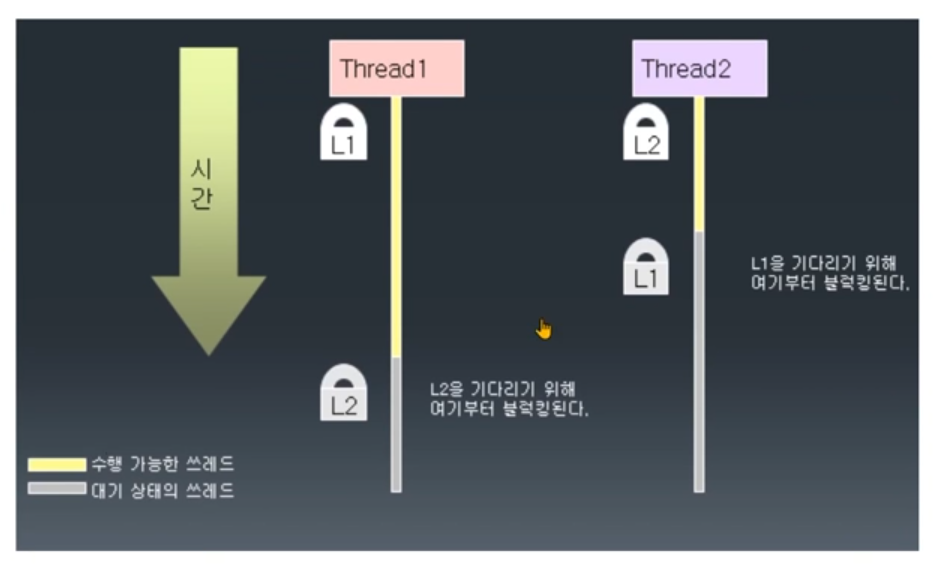 Thread1
Thread2
L1
L2
시
간
L1
L1을 기다리기 위해
여기부터 블럭킹된다.
L2
L2을 기다리기 위해
여기부터 블럭킹된다.
수행 가능한 쓰레드
대기 상태의 쓰레드